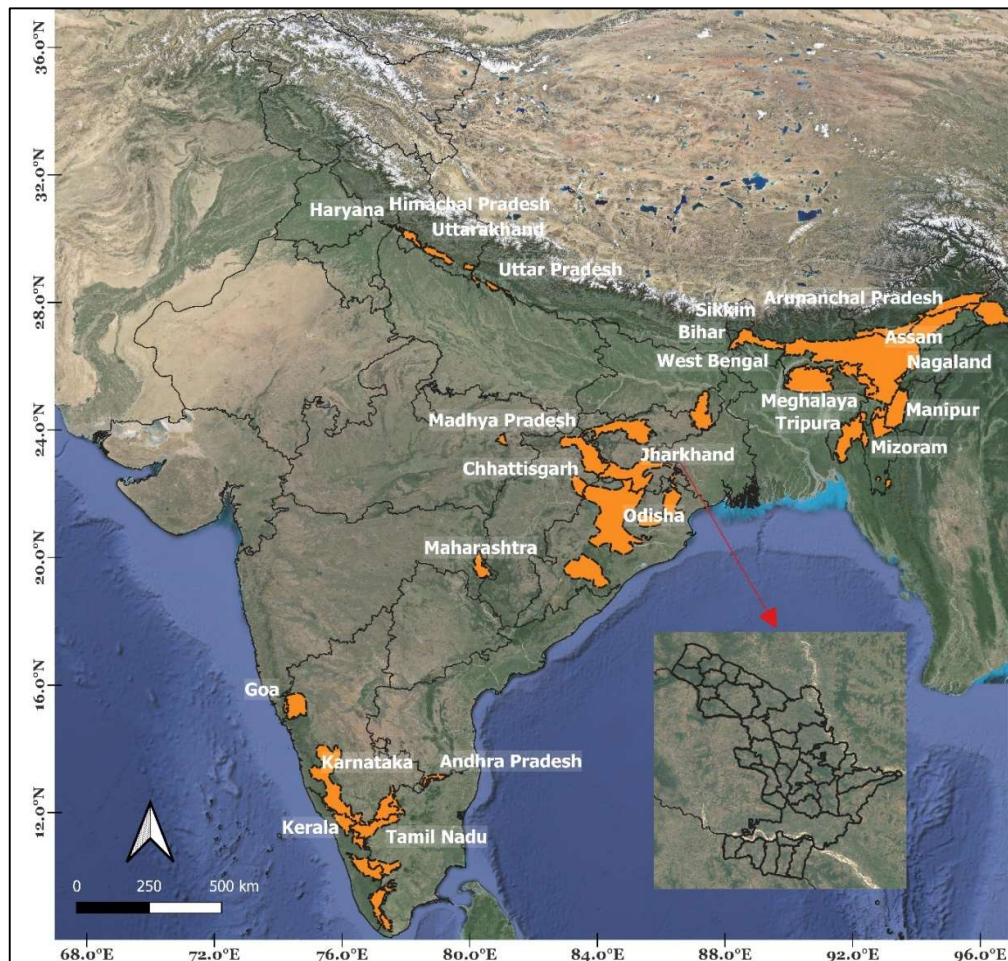 36.0°N
32.0°N
28.0°N
24.0°N
20.0°N
16.0°N
12.0°N
Haryana
Himachal Pradesh
Uttarakhand
Uttar Pradesh
Arupanchal Pradesh
Sikkim
Bihar
Assam
West Bengal
Nagaland
Meghalaya
Manipur
Tripura
Mizoram
Madhya Pradesh
Jharkhand
Chhattisgarh
Odisha
Maharashtra
Goa
Karnataka
Andhra Pradesh
Kerala
Tamil Nadu
0 250 500 km
68.0°E 72.0°E 76.0°E 80.0°E 84.0°E 88.0°E 92.0°E 96.0°E